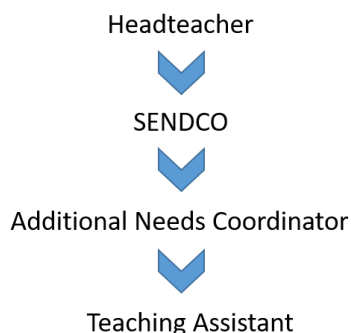 Headteacher
SENDCO
Additional Needs Coordinator
Teaching Assistant